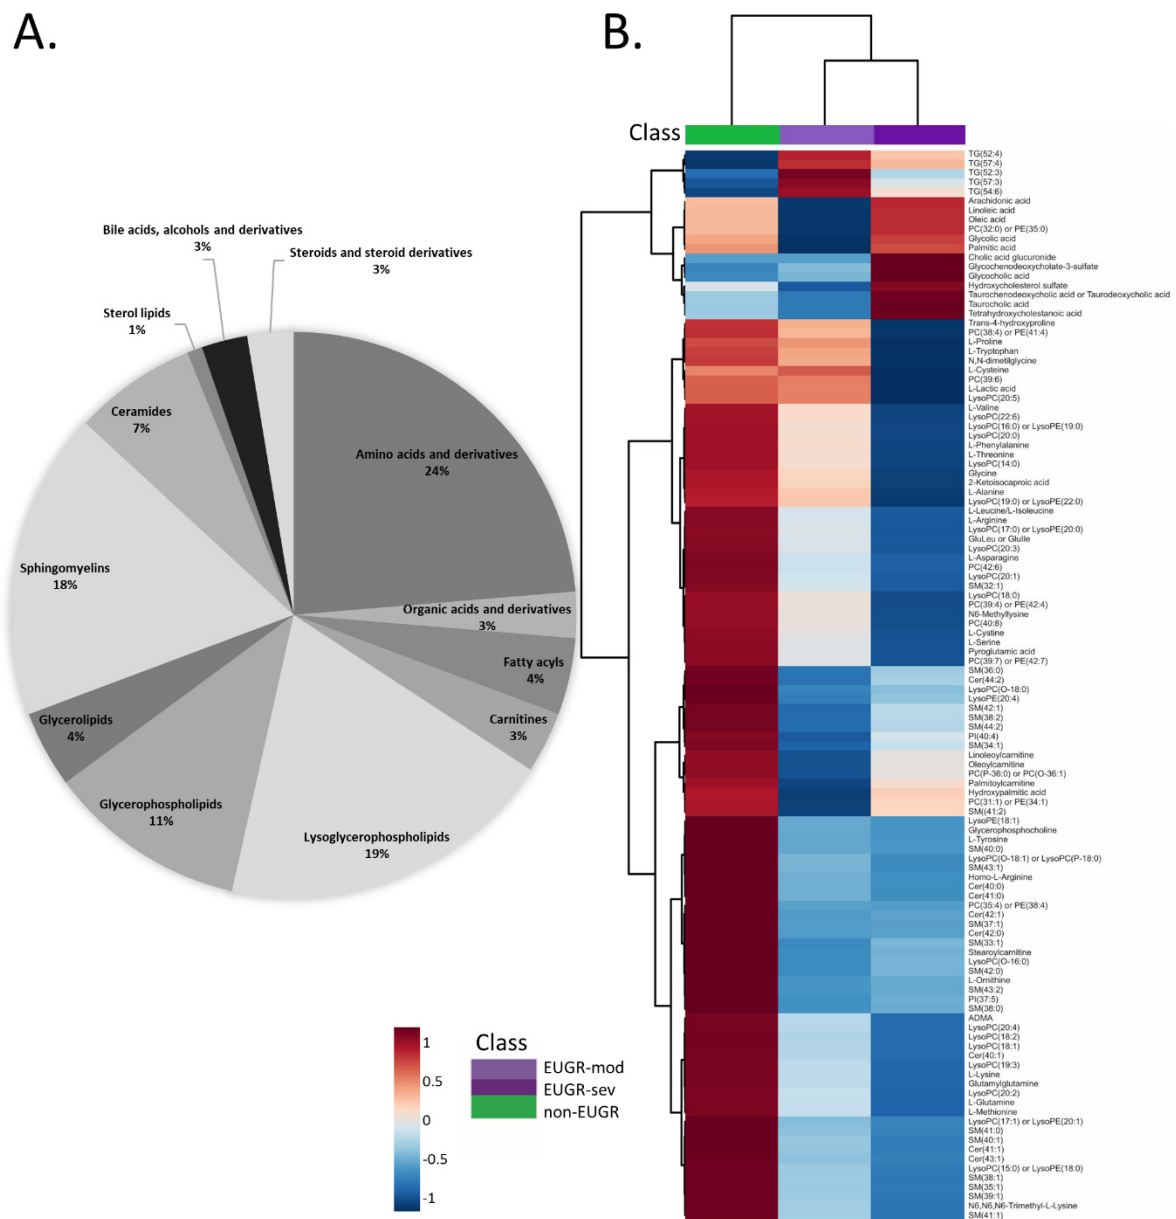 A.
B.
Class
Bile acids, alcohols and derivatives
3%
Steroids and steroid derivatives
3%
Sterol lipids
1%
Ceramides
7%
Amino acids and derivatives
24%
Sphingomyelins
18%
Organic acids and derivatives
3%
Fatty acyls
4%
Carnitines
3%
Glycerolipids
4%
Glycerophospholipids
11%
Lysoglycerophospholipids
19%
1
0.5
0
-0.5
-1
Class
EUGR-mod
EUGR-sev
non-EUGR
TG(52:4)
TG(57:4)
TG(52:3)
TG(57:3)
TG(54:6)
Arachidonic acid
Linoleic acid
Oleic acid
PC(32:0) or PE(35:0)
Glycolic acid
Palmitic acid
Cholic acid glucuronide
Glycochenodeoxycholate-3-sulfate
Glycocholic acid
Hydroxycholesterol sulfate
Taurochenodeoxycholic acid or Taurodeoxycholic acid
Taurocholic acid
Tetrahydroxycholestanoic acid
Trans-4-hydroxyproline
PC(38:4) or PE(41:4)
L-Proline
L-Tryptophan
N,N-dimetilglycine
L-Cysteine
PC(39:6)
L-Lactic acid
LysoPC(20:5)
L-Valine
LysoPC(22:6)
LysoPC(16:0) or LysoPE(19:0)
LysoPC(20:0)
L-Phenylalanine
L-Threonine
LysoPC(14:0)
Glycine
2-Ketoisocaproic acid
L-Alanine
LysoPC(19:0) or LysoPE(22:0)
L-Leucine/L-Isoleucine
L-Arginine
LysoPC(17:0) or LysoPE(20:0)
GluLeu or GluIle
LysoPC(20:3)
L-Asparagine
PC(42:6)
LysoPC(20:1)
SM(32:1)
LysoPC(18:0)
PC(39:4) or PE(42:4)
N6-Methyllysine
PC(40:8)
L-Cystine
L-Serine
Pyroglutamic acid
PC(39:7) or PE(42:7)
SM(36:0)
Cer(44:2)
LysoPC(O-18:0)
LysoPE(20:4)
SM(42:1)
SM(38:2)
SM(44:2)
PI(40:4)
SM(34:1)
Linoleoylcarnitine
Oleoylcarnitine
PC(P-36:0) or PC(O-36:1)
Palmitoylcarnitine
Hydroxypalmitic acid
PC(31:1) or PE(34:1)
SM((41:2)
LysoPE(18:1)
Glycerophosphocholine
L-Tyrosine
SM(40:0)
LysoPC(O-18:1) or LysoPC(P-18:0)
SM(43:1)
Homo-L-Arginine
Cer(40:0)
Cer(41:0)
PC(35:4) or PE(38:4)
Cer(42:1)
SM(37:1)
Cer(42:0)
SM(33:1)
Stearoylcarnitine
LysoPC(O-16:0)
SM(42:0)
L-Ornithine
SM(43:2)
PI(37:5)
SM(38:0)
ADMA
LysoPC(20:4)
LysoPC(18:2)
LysoPC(18:1)
Cer(40:1)
LysoPC(19:3)
L-Lysine
Glutamylglutamine
LysoPC(20:2)
L-Glutamine
L-Methionine
LysoPC(17:1) or LysoPE(20:1)
SM(41:0)
SM(40:1)
Cer(41:1)
Cer(43:1)
LysoPC(15:0) or LysoPE(18:0)
SM(38:1)
SM(35:1)
SM(39:1)
N6,N6,N6-Trimethyl-L-Lysine
SM(41:1)